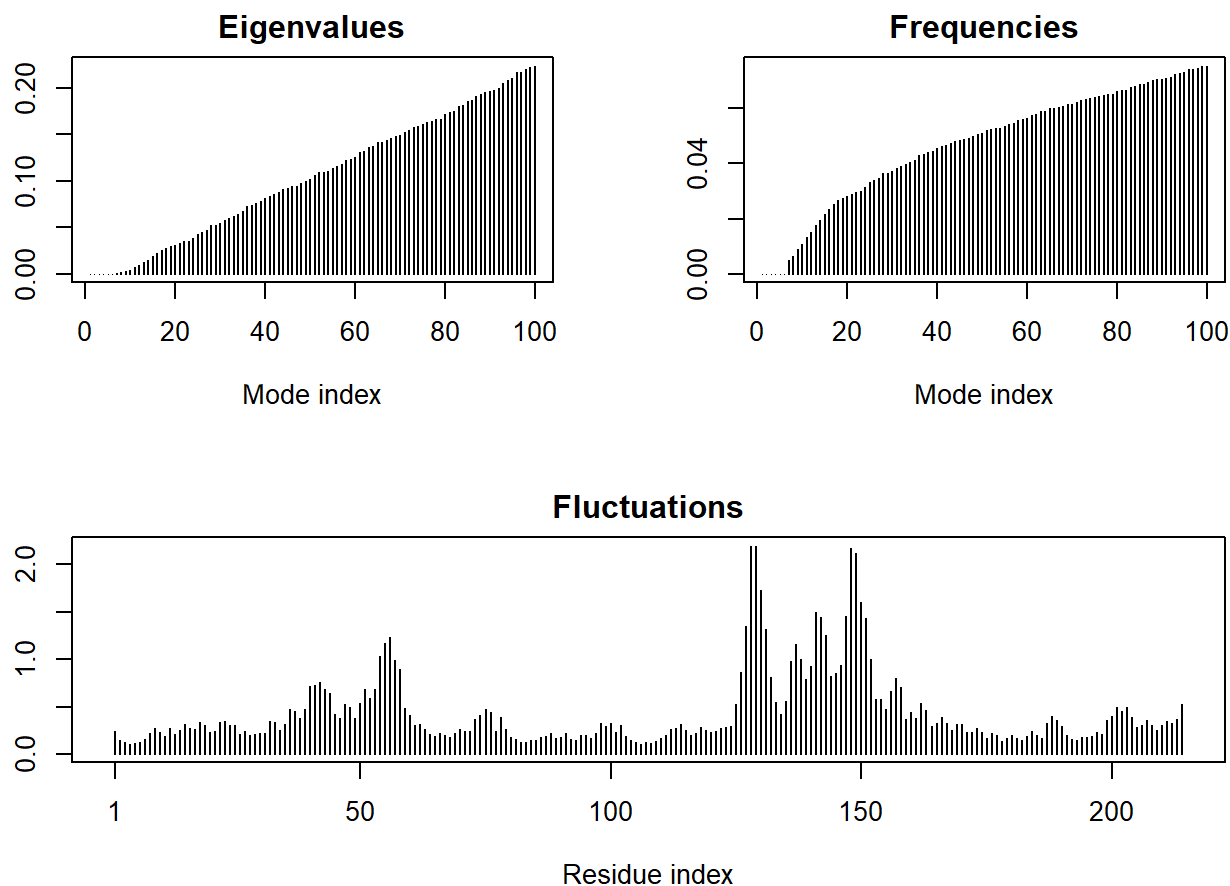 Eigenvalues
0.00 0.10 0.20
0 20 40 60 80 100
Mode index
Frequencies
0.00 0.04
0 20 40 60 80 100
Mode index
Fluctuations
0.0 1.0 2.0
1 50 100 150 200
Residue index